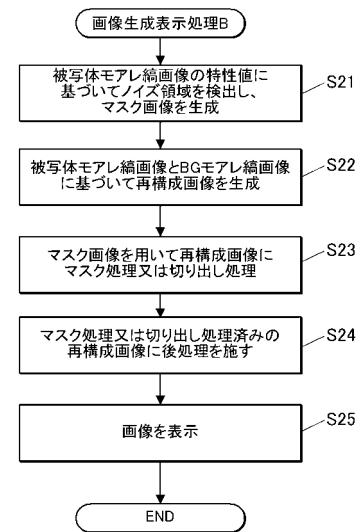 画像生成表示処理B
被写体モアレ縞画像の特性値に
基づいてノイズ領域を検出し、
マスク画像を生成
S21
被写体モアレ縞画像とBGモアレ縞画像
に基づいて再構成画像を生成
S22
マスク画像を用いて再構成画像に
マスク処理又は切り出し処理
S23
マスク処理又は切り出し処理済みの
再構成画像に後処理を施す
S24
画像を表示
S25
END